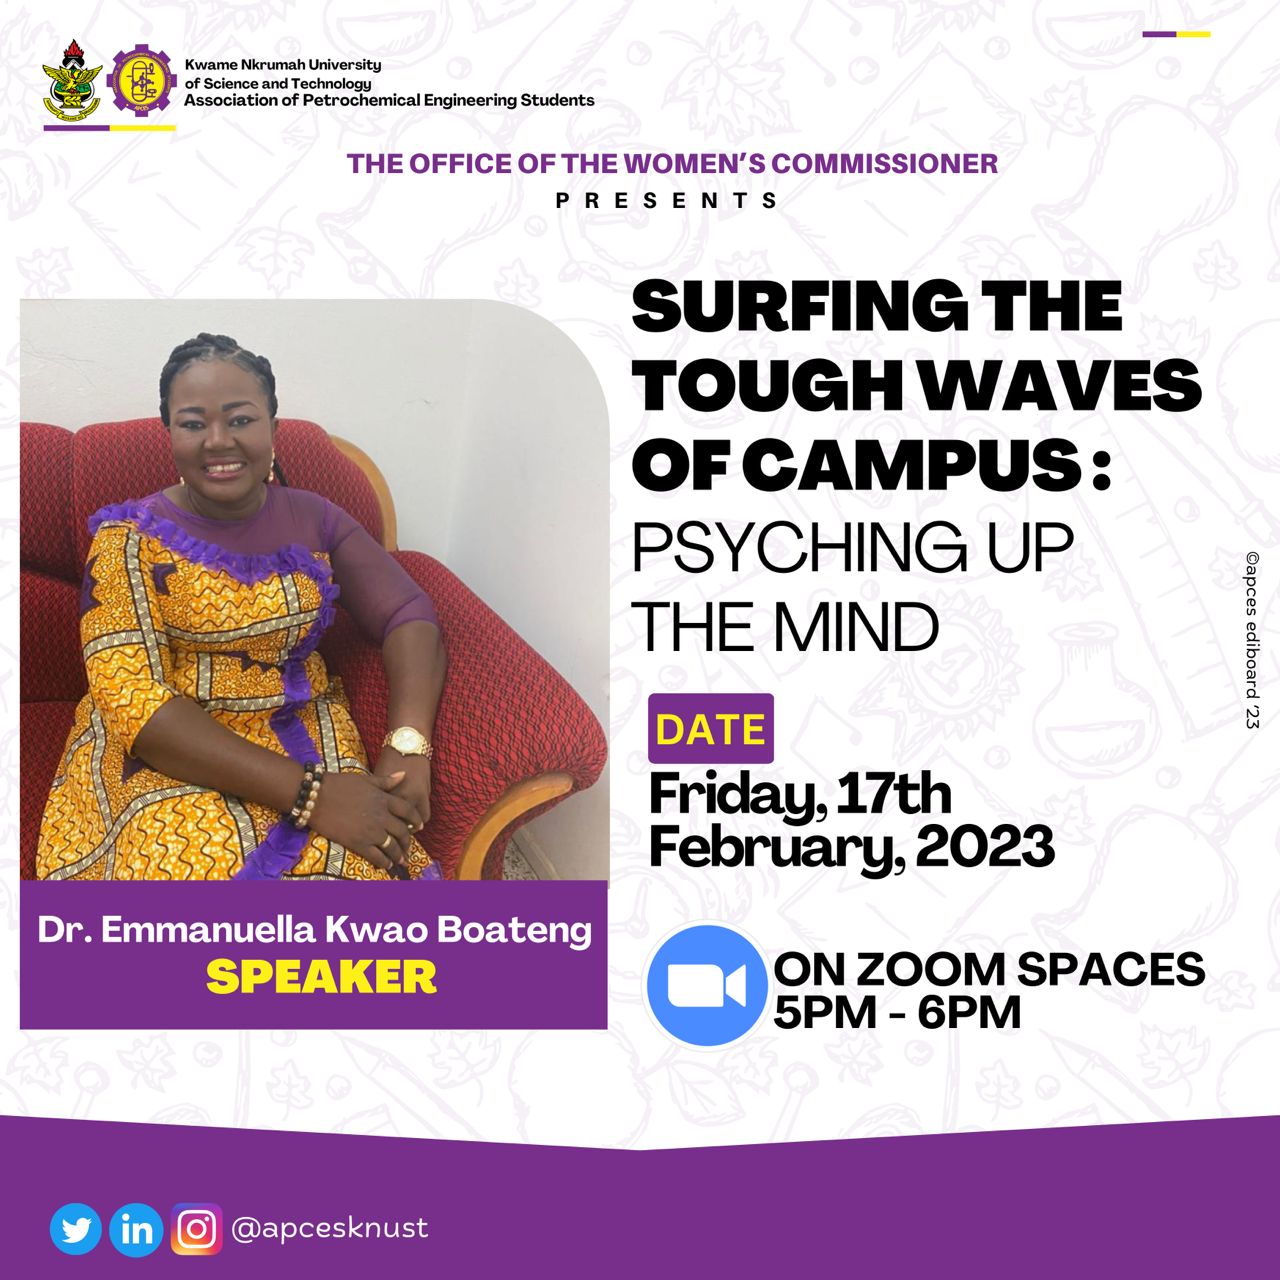 Kwame Nkrumah University
of Science and Technology
Association of Petrochemical Engineering Students
THE OFFICE OF THE WOMEN'S COMMISSIONER
PRESENTS
SURFING THE
TOUGH WAVES
OF CAMPUS :
PSYCHING UP
THE MIND
DATE
Friday, 17th
February, 2023
ON ZOOM SPACES
5PM - 6PM
Dr. Emmanuella Kwao Boateng
SPEAKER
©apces ediboard '23
@apcesknust